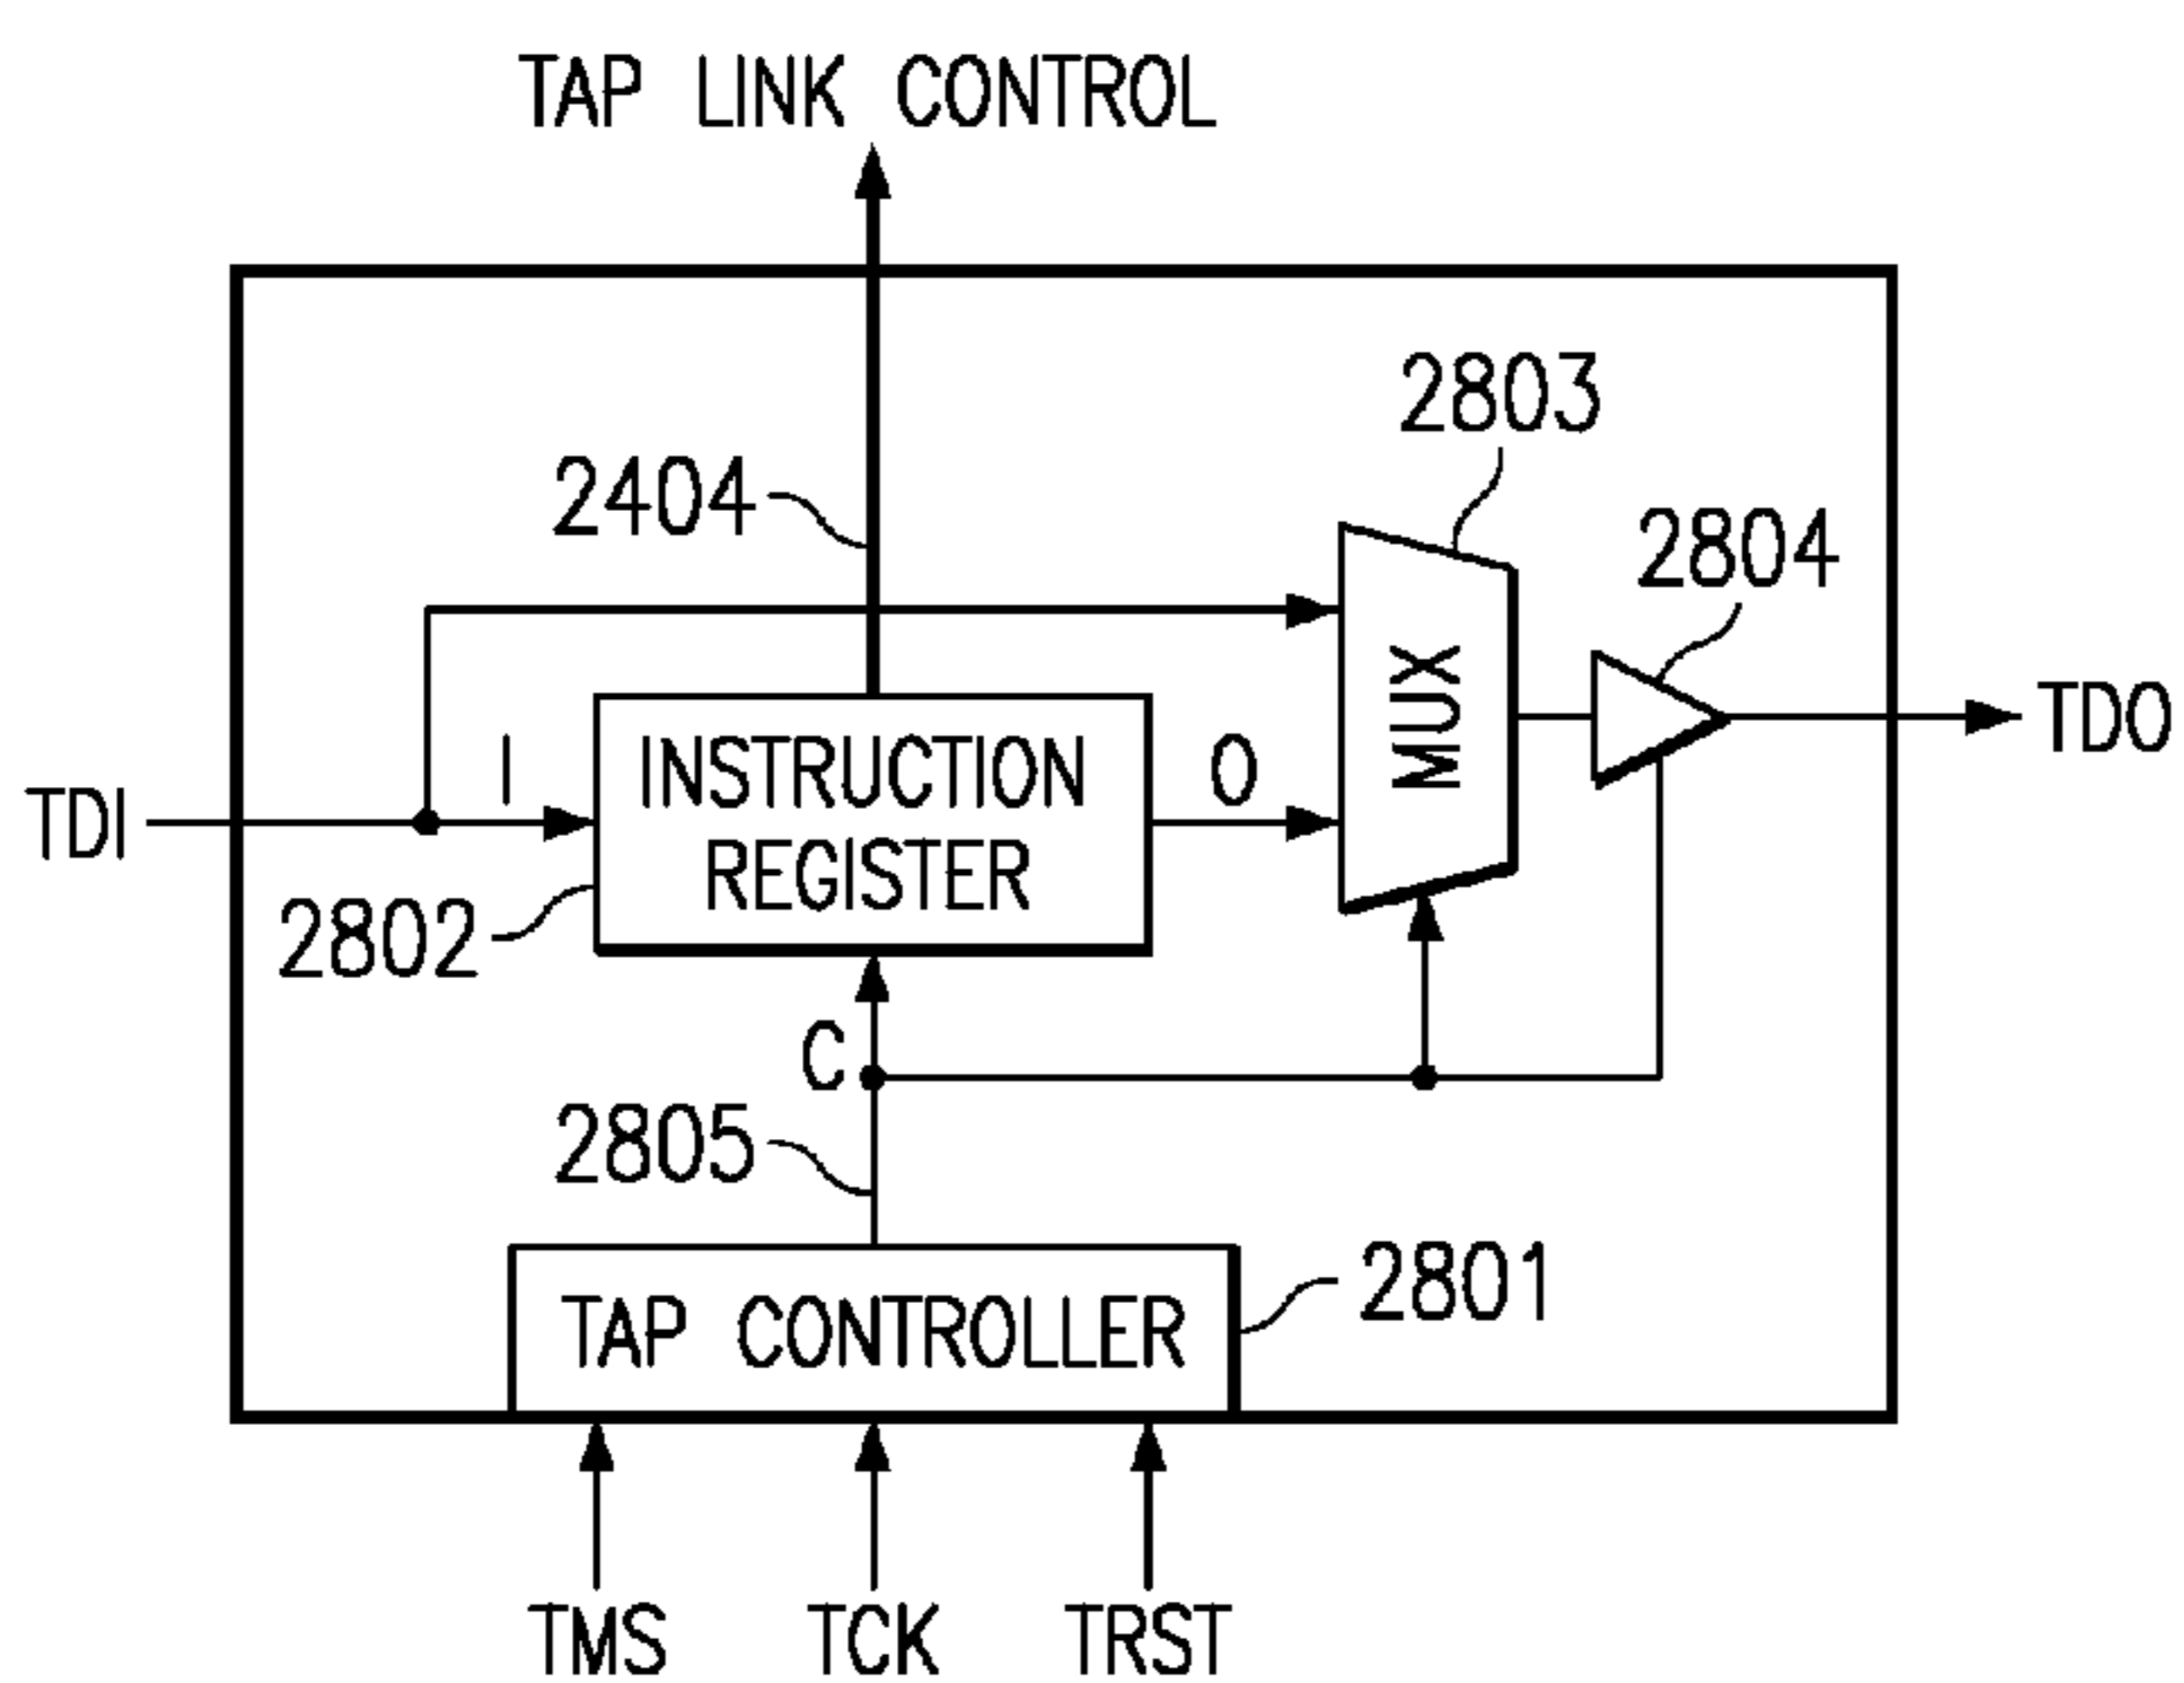 TAP LINK CONTROL
2803
2404
2804
MUX
TDO
I
INSTRUCTION
REGISTER
O
TDI
2802
C
2805
2801
TAP CONTROLLER
TMS
TCK
TRST